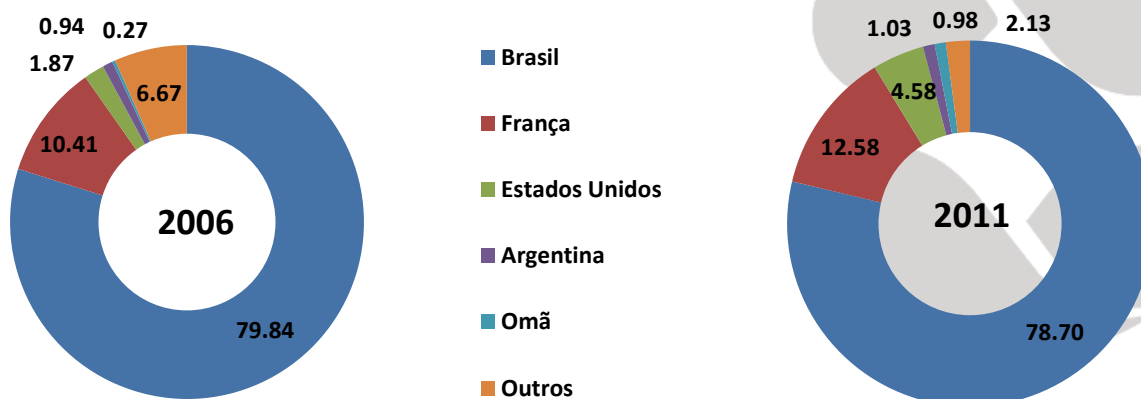 0.94
0.27
1.87
6.67
10.41
2006
79.84
Brasil
França
Estados Unidos
Argentina
Omã
Outros
1.03
0.98
2.13
4.58
12.58
2011
78.70